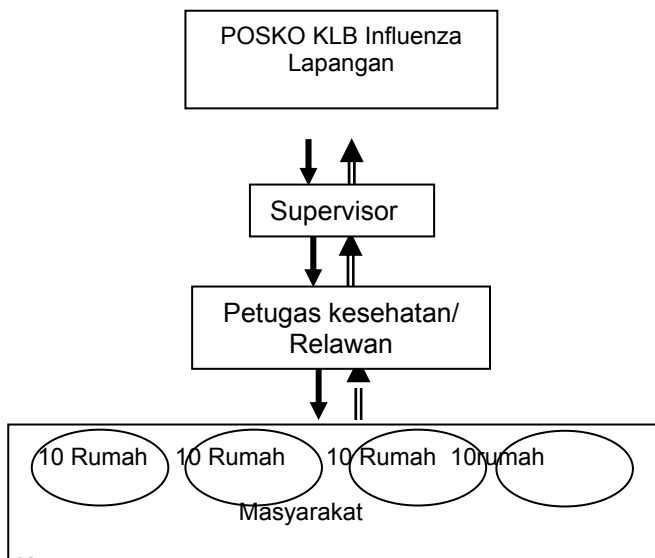 POSKO KLB Influenza
Lapangan
Supervisor
Petugas kesehatan/
Relawan
10 Rumah 10 Rumah 10 Rumah 10rumah
Masyarakat